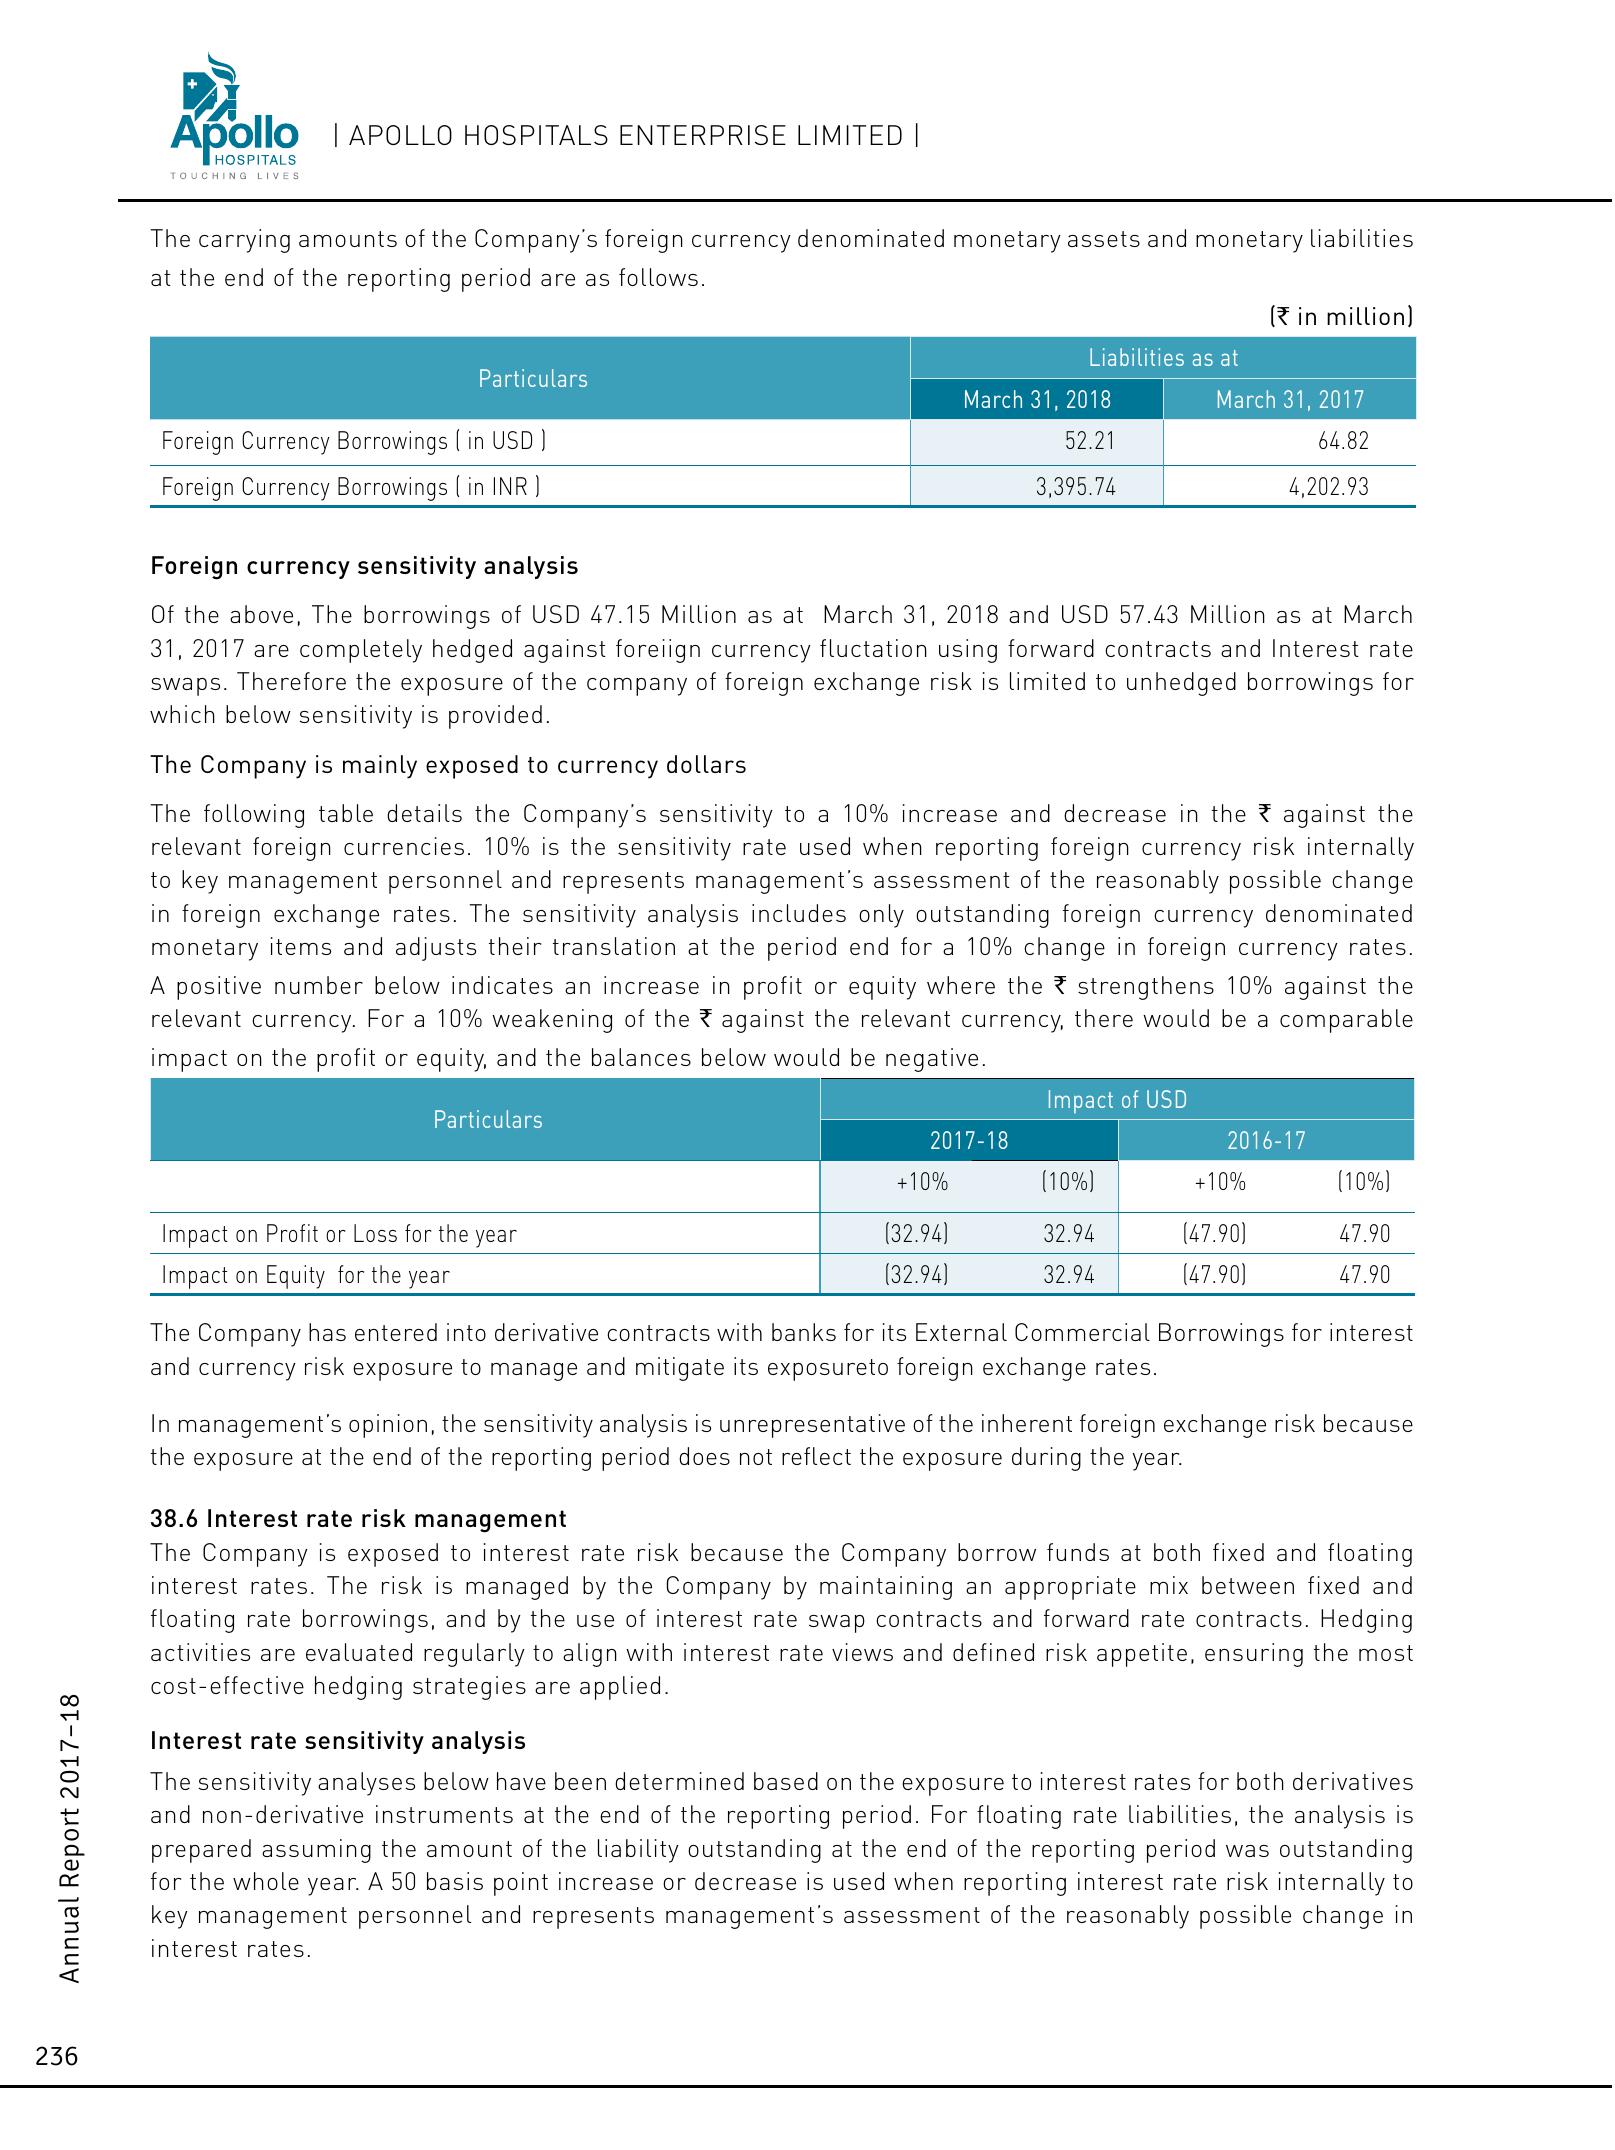 Apollo
HOSPITALS
TOUCHING LIVES
| APOLLO HOSPITALS ENTERPRISE LIMITED |
The carrying amounts of the Company’s foreign currency denominated monetary assets and monetary liabilities
at the end of the reporting period are as follows.
(₹ in million)
Particulars
Liabilities as at
March 31, 2018 March 31, 2017
Foreign Currency Borrowings ( in USD ) 52.21 64.82
Foreign Currency Borrowings ( in INR ) 3,395.74 4,202.93
Foreign currency sensitivity analysis
Of the above, The borrowings of USD 47.15 Million as at March 31, 2018 and USD 57.43 Million as at March
31, 2017 are completely hedged against foreiign currency fluctation using forward contracts and Interest rate
swaps. Therefore the exposure of the company of foreign exchange risk is limited to unhedged borrowings for
which below sensitivity is provided.
The Company is mainly exposed to currency dollars
The following table details the Company’s sensitivity to a 10% increase and decrease in the ₹ against the
relevant foreign currencies. 10% is the sensitivity rate used when reporting foreign currency risk internally
to key management personnel and represents management’s assessment of the reasonably possible change
in foreign exchange rates. The sensitivity analysis includes only outstanding foreign currency denominated
monetary items and adjusts their translation at the period end for a 10% change in foreign currency rates.
A positive number below indicates an increase in profit or equity where the ₹ strengthens 10% against the
relevant currency. For a 10% weakening of the ₹ against the relevant currency, there would be a comparable
impact on the profit or equity, and the balances below would be negative.
Particulars
Impact of USD
2017-18 2016-17
+10% (10%) +10% (10%)
Impact on Profit or Loss for the year (32.94) 32.94 (47.90) 47.90
Impact on Equity for the year (32.94) 32.94 (47.90) 47.90
The Company has entered into derivative contracts with banks for its External Commercial Borrowings for interest
and currency risk exposure to manage and mitigate its exposureto foreign exchange rates.
In management’s opinion, the sensitivity analysis is unrepresentative of the inherent foreign exchange risk because
the exposure at the end of the reporting period does not reflect the exposure during the year.
38.6 Interest rate risk management
The Company is exposed to interest rate risk because the Company borrow funds at both fixed and floating
interest rates. The risk is managed by the Company by maintaining an appropriate mix between fixed and
floating rate borrowings, and by the use of interest rate swap contracts and forward rate contracts. Hedging
activities are evaluated regularly to align with interest rate views and defined risk appetite, ensuring the most
cost-effective hedging strategies are applied.
Interest rate sensitivity analysis
The sensitivity analyses below have been determined based on the exposure to interest rates for both derivatives
and non-derivative instruments at the end of the reporting period. For floating rate liabilities, the analysis is
prepared assuming the amount of the liability outstanding at the end of the reporting period was outstanding
for the whole year. A 50 basis point increase or decrease is used when reporting interest rate risk internally to
key management personnel and represents management’s assessment of the reasonably possible change in
interest rates.
Annual Report 2017–18
236